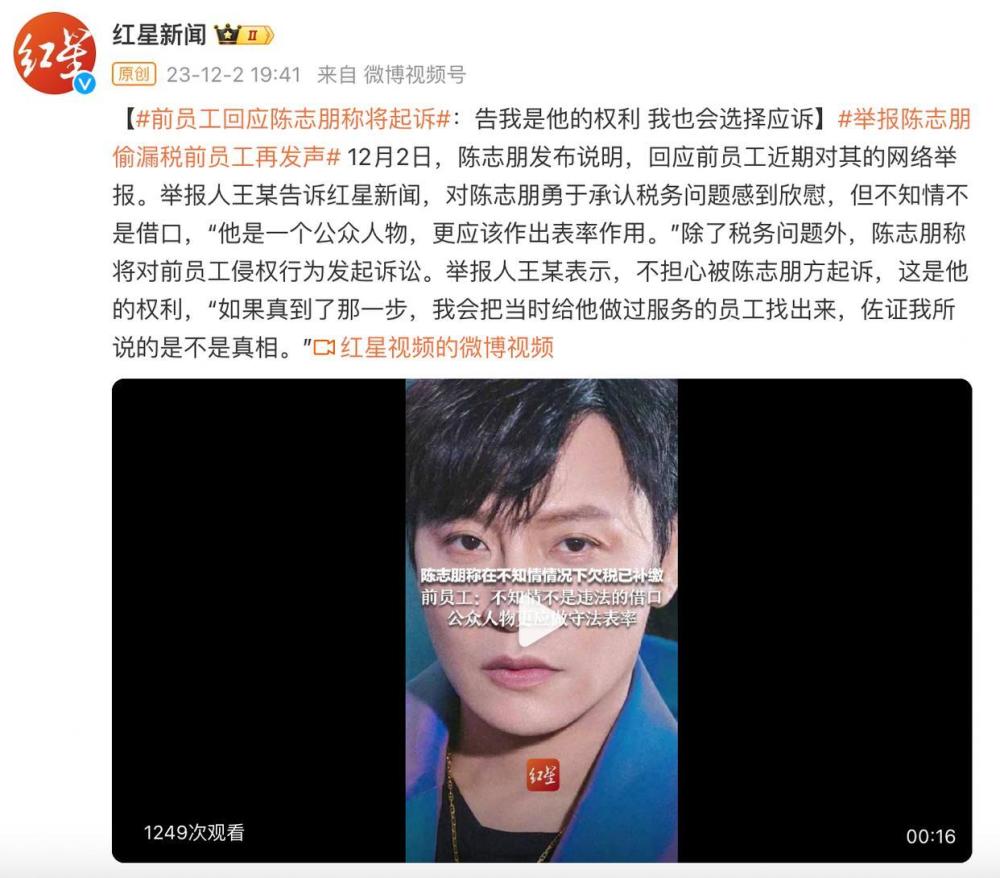 红星
红星新闻 II
原创 23-12-2 19:41 来自 微博视频号
【#前员工回应陈志朋称将起诉#：告我是他的权利 我也会选择应诉】#举报陈志朋
偷漏税前员工再发声# 12月2日，陈志朋发布说明，回应前员工近期对其的网络举
报。举报人王某告诉红星新闻，对陈志朋勇于承认税务问题感到欣慰，但不知情不
是借口，“他是一个公众人物，更应该作出表率作用。”除了税务问题外，陈志朋称
将对前员工侵权行为发起诉讼。举报人王某表示，不担心被陈志朋方起诉，这是他
的权利，“如果真到了那一步，我会把当时给他做过服务的员工找出来，佐证我所
说的是不是真相。”红星视频的微博视频
陈志朋称在不知情情况下欠税已补缴
前员工：不知情不是违法的借口
公众人物更应做守法表率
红星
1249次观看
00:16